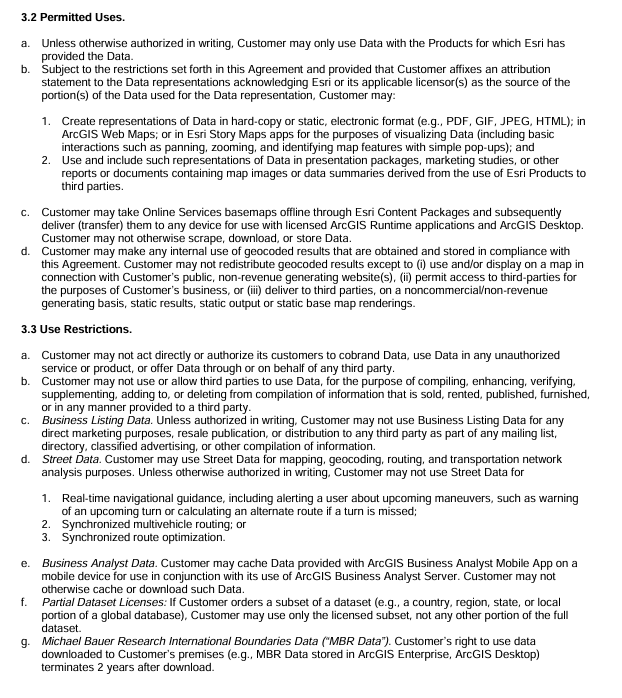 3.2 Permitted Uses.
a. Unless otherwise authorized in writing, Customer may only use Data with the Products for which Esri has
provided the Data.
b. Subject to the restrictions set forth in this Agreement and provided that Customer affixes an attribution
statement to the Data representations acknowledging Esri or its applicable licensor(s) as the source of the
portion(s) of the Data used for the Data representation, Customer may:
1. Create representations of Data in hard-copy or static, electronic format (e.g., PDF, GIF, JPEG, HTML); in
ArcGIS Web Maps; or in Esri Story Maps apps for the purposes of visualizing Data (including basic
interactions such as panning, zooming, and identifying map features with simple pop-ups); and
2. Use and include such representations of Data in presentation packages, marketing studies, or other
reports or documents containing map images or data summaries derived from the use of Esri Products to
third parties.
c. Customer may take Online Services basemaps offline through Esri Content Packages and subsequently
deliver (transfer) them to any device for use with licensed ArcGIS Runtime applications and ArcGIS Desktop.
Customer may not otherwise scrape, download, or store Data.
d. Customer may make any internal use of geocoded results that are obtained and stored in compliance with
this Agreement. Customer may not redistribute geocoded results except to (i) use and/or display on a map in
connection with Customer's public, non-revenue generating website(s), (ii) permit access to third-parties for
the purposes of Customer's business, or (iii) deliver to third parties, on a noncommercial/non-revenue
generating basis, static results, static output or static base map renderings.
3.3 Use Restrictions.
a. Customer may not act directly or authorize its customers to cobrand Data, use Data in any unauthorized
service or product, or offer Data through or on behalf of any third party.
b. Customer may not use or allow third parties to use Data, for the purpose of compiling, enhancing, verifying,
supplementing, adding to, or deleting from compilation of information that is sold, rented, published, furnished,
or in any manner provided to a third party.
c. Business Listing Data. Unless authorized in writing, Customer may not use Business Listing Data for any
direct marketing purposes, resale publication, or distribution to any third party as part of any mailing list,
directory, classified advertising, or other compilation of information.
d. Street Data. Customer may use Street Data for mapping, geocoding, routing, and transportation network
analysis purposes. Unless otherwise authorized in writing, Customer may not use Street Data for
1. Real-time navigational guidance, including alerting a user about upcoming maneuvers, such as warning
of an upcoming turn or calculating an alternate route if a turn is missed;
2. Synchronized multivehicle routing; or
3. Synchronized route optimization.
e. Business Analyst Data. Customer may cache Data provided with ArcGIS Business Analyst Mobile App on a
mobile device for use in conjunction with its use of ArcGIS Business Analyst Server. Customer may not
otherwise cache or download such Data.
f. Partial Dataset Licenses: If Customer orders a subset of a dataset (e.g., a country, region, state, or local
portion of a global database), Customer may use only the licensed subset, not any other portion of the full
dataset.
g. Michael Bauer Research International Boundaries Data ("MBR Data"). Customer's right to use data
downloaded to Customer's premises (e.g., MBR Data stored in ArcGIS Enterprise, ArcGIS Desktop)
terminates 2 years after download.